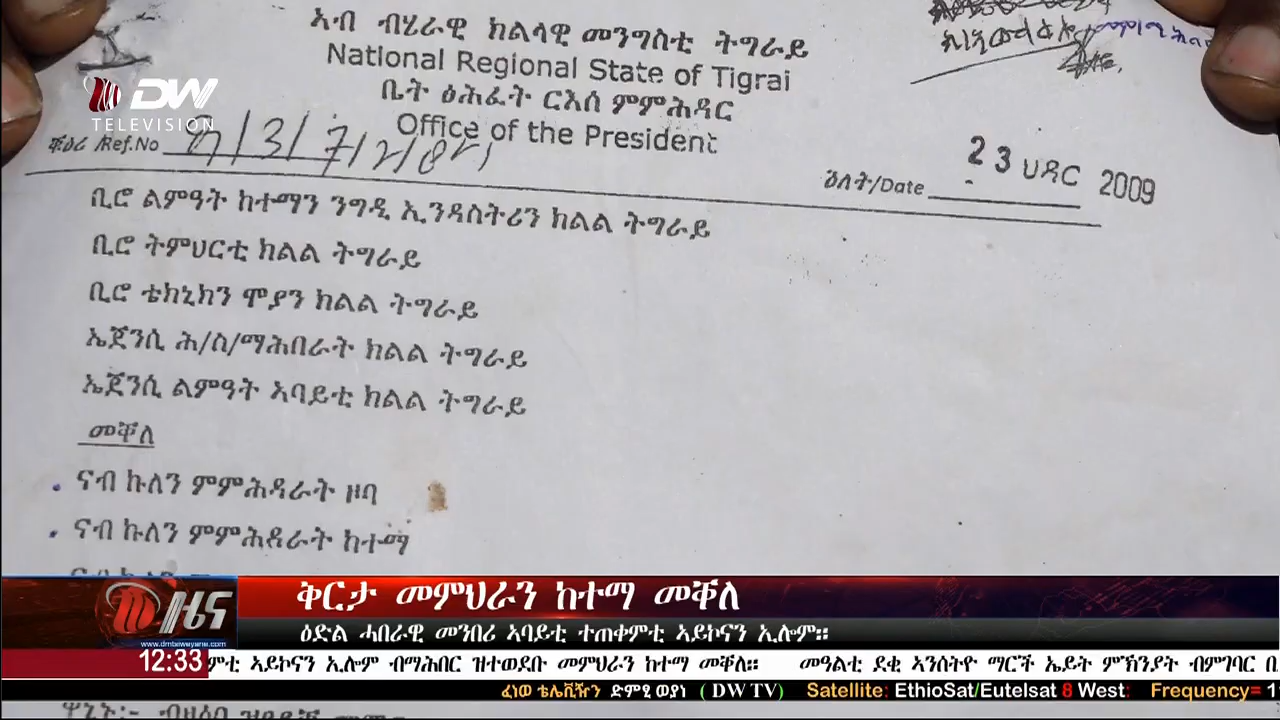 ኣብ ብሄራዊ ክልላዊ መንግስቲ ትግራይ
National Regional State of Tigrai
ቤት ፅሕፈት ርእሰ ምምሕዳር
Office of the President
DW
TELEVISION
ቁፅሪ /Ref.No
ዕለት/Date 23 ህዳር 2009
ቢሮ ልምዓት ከተማን ንግዲ ኢንዳስትሪን ክልል ትግራይ
ቢሮ ትምህርቲ ክልል ትግራይ
ቢሮ ቴክኒክን ሞያን ክልል ትግራይ
ኤጀንሲ ሕ/ስ/ማሕበራት ክልል ትግራይ
ኤጀንሲ ልምዓት ኣባይቲ ክልል ትግራይ
መቐለ
ናብ ኩለን ምምሕዳራት ዞባ
ናብ ኩለን ምምሕዳራት ከተማ
ዜና
www.dimtsiweyane.com
ቅርታ መምህራን ከተማ መቐለ
ዕድል ሓበራዊ መንበሪ ኣባይቲ ተጠቀምቲ ኣይኮናን ኢሎም።
12:33 ምቲ ኣይኮናን ኢሎም ብማሕበር ዝተወደቡ መምህራን ከተማ መቐለ። መዓልቲ ደቂ ኣንስትዮ ማርች ኤይት ምኽንያት ብምግባር በ
ፈነወ ቴሌቪዥን ድምፂ ወያነ ( DW TV) Satellite: EthioSat/Eutelsat 8 West: Frequency= 1